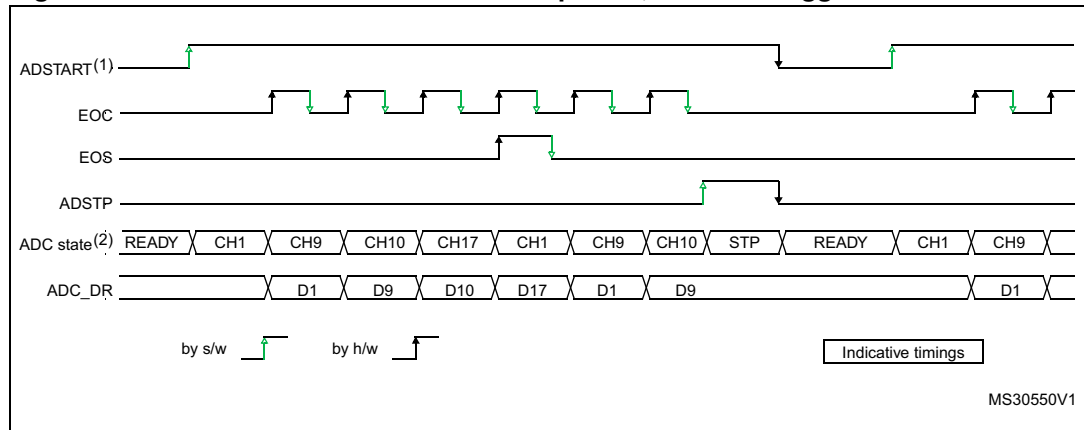 ADSTART(1)
EOC
EOS
ADSTP
ADC state(2) READY CH1 CH9 CH10 CH17 CH1 CH9 CH10 STP READY CH1 CH9
ADC_DR D1 D9 D10 D17 D1 D9 D1
by s/w by h/w Indicative timings
MS30550V1